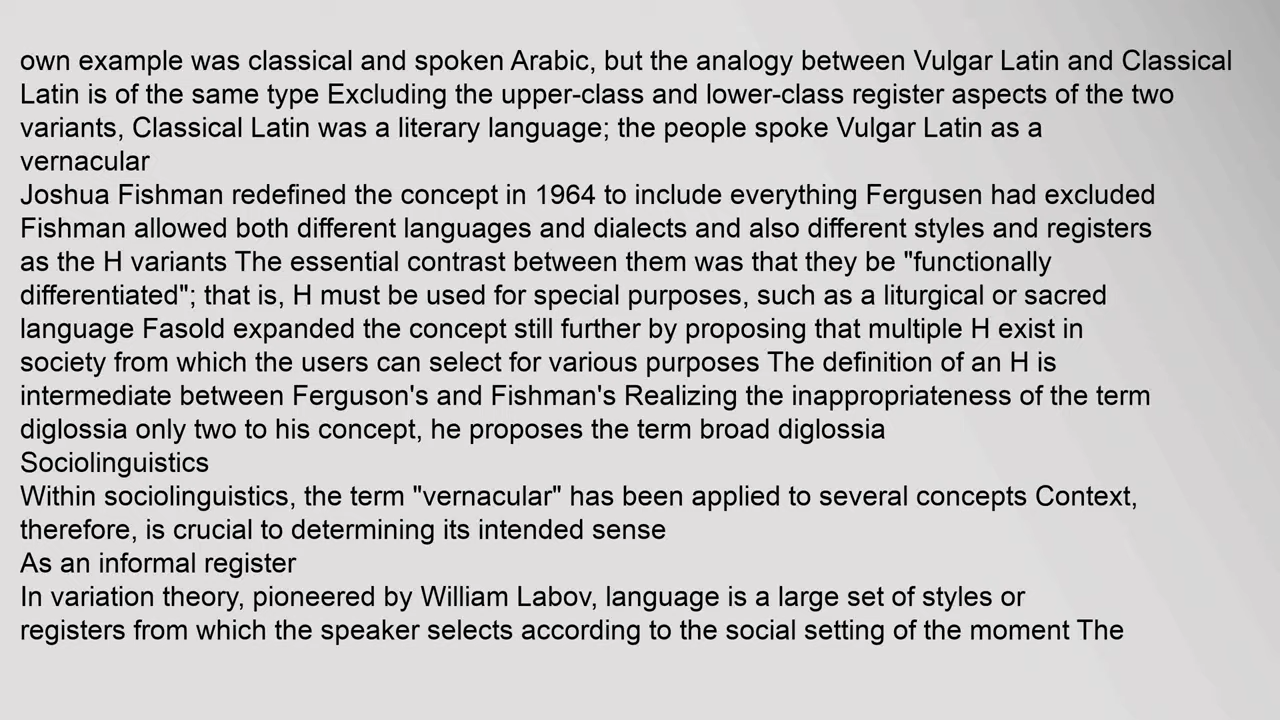 own example was classical and spoken Arabic, but the analogy between Vulgar Latin and Classical
Latin is of the same type Excluding the upper-class and lower-class register aspects of the two
variants, Classical Latin was a literary language; the people spoke Vulgar Latin as a
vernacular
Joshua Fishman redefined the concept in 1964 to include everything Fergusen had excluded
Fishman allowed both different languages and dialects and also different styles and registers
as the H variants The essential contrast between them was that they be "functionally
differentiated"; that is, H must be used for special purposes, such as a liturgical or sacred
language Fasold expanded the concept still further by proposing that multiple H exist in
society from which the users can select for various purposes The definition of an H is
intermediate between Ferguson's and Fishman's Realizing the inappropriateness of the term
diglossia only two to his concept, he proposes the term broad diglossia
Sociolinguistics
Within sociolinguistics, the term "vernacular" has been applied to several concepts Context,
therefore, is crucial to determining its intended sense
As an informal register
In variation theory, pioneered by William Labov, language is a large set of styles or
registers from which the speaker selects according to the social setting of the moment The